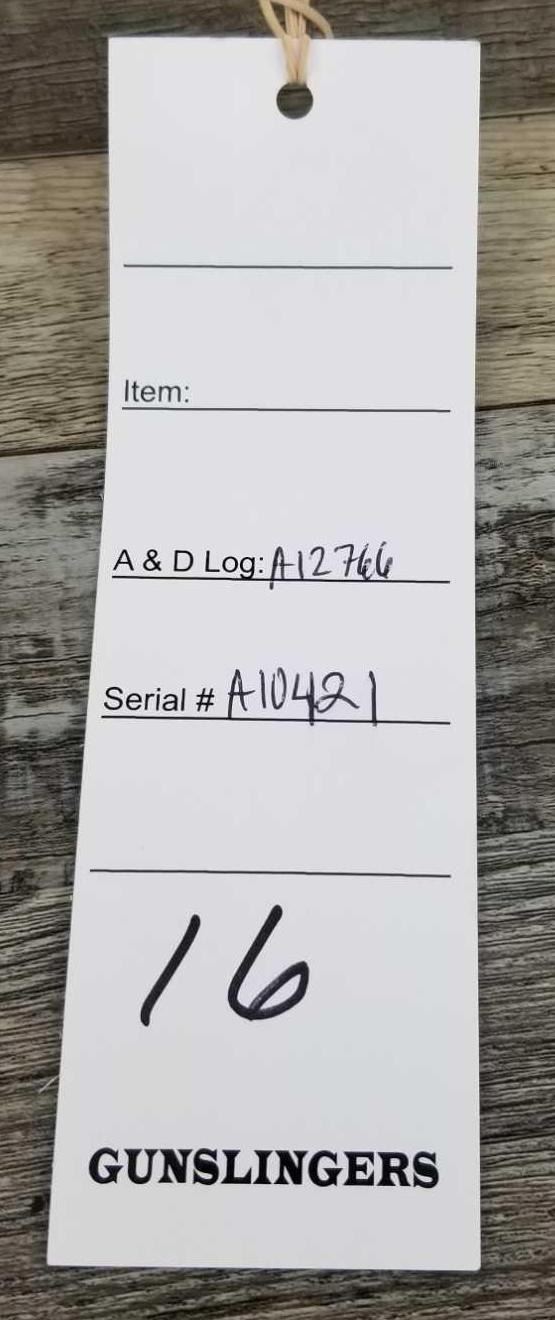 Item:
A & D Log: A12766
Serial # A10421
16
GUNSLINGERS